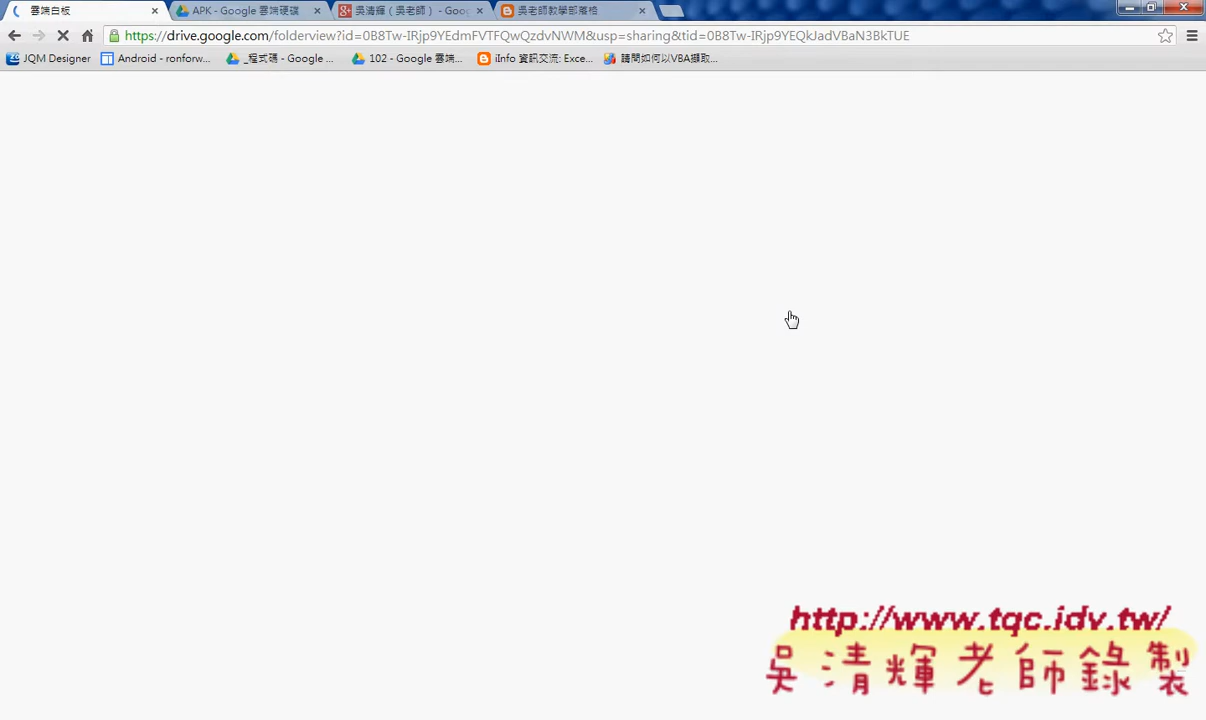 雲端白板
APK - Google 雲端硬碟
吳清輝（吳老師） - Goo
吳老師教學部落格
https://drive.google.com/folderview?id=0B8Tw-IRjp9YEdmFVTFQwQzdvNWM&usp=sharing&tid=0B8Tw-IRjp9YEQkJadVBaN3BkTUE
JQM Designer
Android - ronforw...
_程式碼 - Google ...
102 - Google 雲端...
iInfo 資訊交流: Exce...
請問如何以VBA擷取...
http://www.tqc.idv.tw/
吳清輝老師錄製